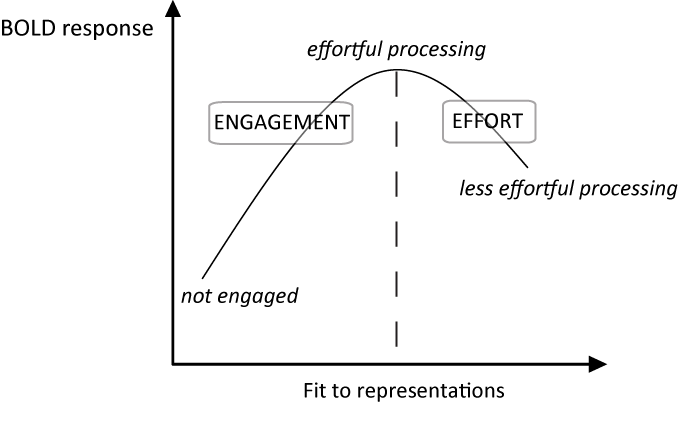 BOLD response
effortful processing
ENGAGEMENT
EFFORT
less effortful processing
not engaged
Fit to representations